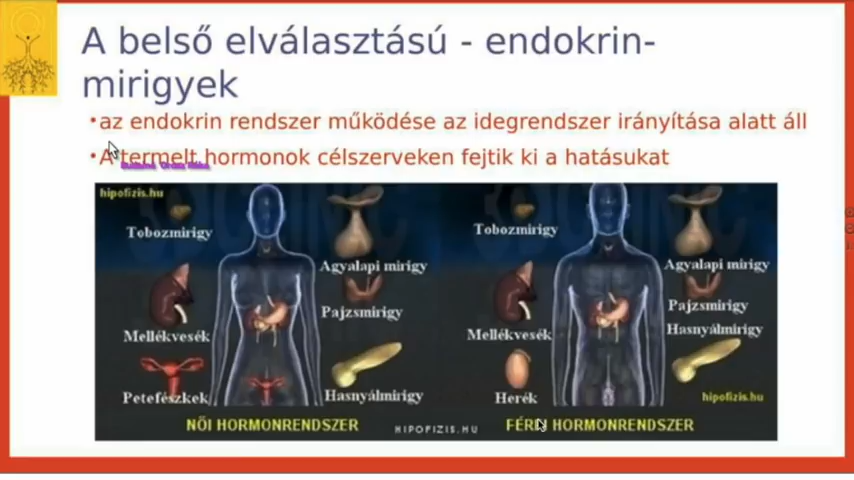 A belső elválasztású - endokrin-
mirigyek
•az endokrin rendszer működése az idegrendszer irányítása alatt áll
•A termelt hormonok célszerveken fejtik ki a hatásukat
hipofizis.hu
Tobozmirigy
Agyalapi mirigy
Pajzsmirigy
Mellékvesék
Petefészkek
Hasnyálmirigy
NŐI HORMONRENDSZER
HIPOFIZIS.HU
Tobozmirigy
Agyalapi mirigy
Pajzsmirigy
Mellékvesék
Hasnyálmirigy
Herék
hipofizis.hu
FÉRFI HORMONRENDSZER